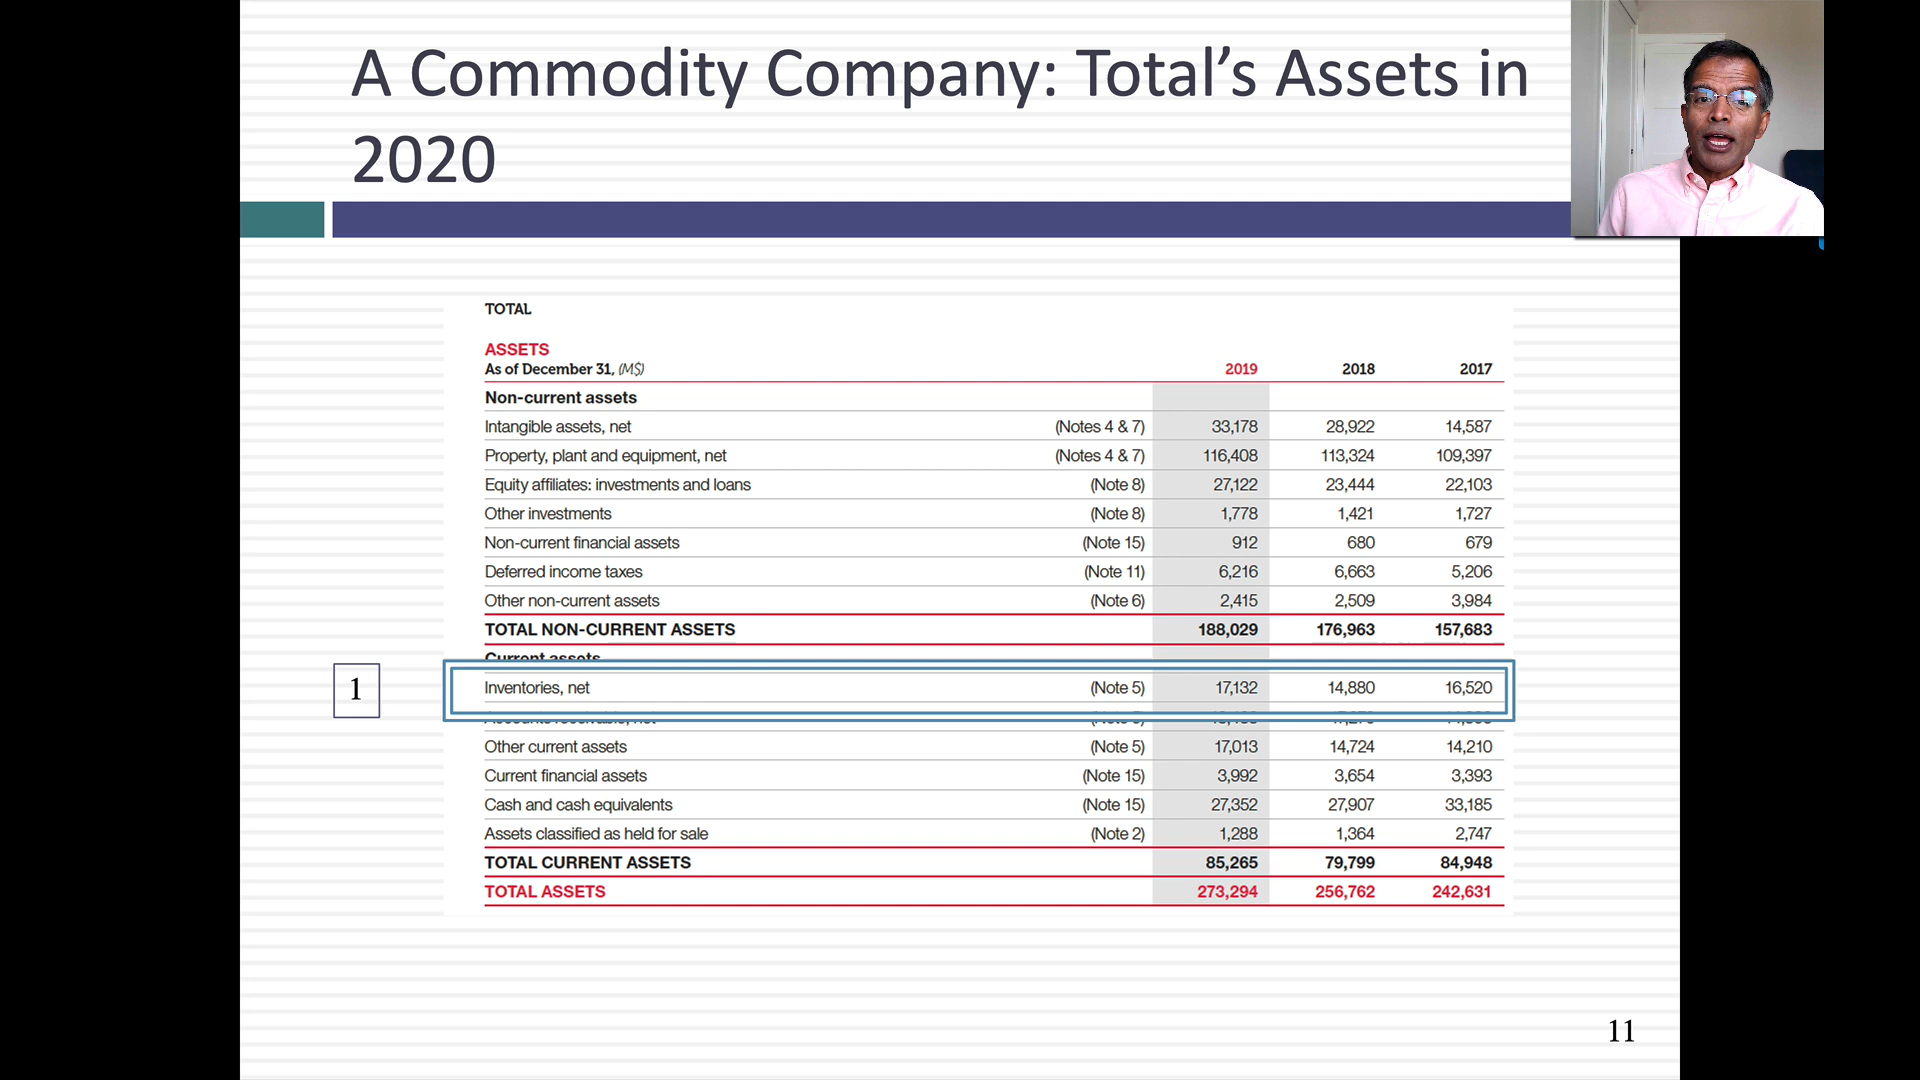 A Commodity Company: Total’s Assets in
2020
TOTAL
ASSETS
As of December 31, (M$) 2019 2018 2017
Non-current assets
Intangible assets, net (Notes 4 & 7) 33,178 28,922 14,587
Property, plant and equipment, net (Notes 4 & 7) 116,408 113,324 109,397
Equity affiliates: investments and loans (Note 8) 27,122 23,444 22,103
Other investments (Note 8) 1,778 1,421 1,727
Non-current financial assets (Note 15) 912 680 679
Deferred income taxes (Note 11) 6,216 6,663 5,206
Other non-current assets (Note 6) 2,415 2,509 3,984
TOTAL NON-CURRENT ASSETS 188,029 176,963 157,683
Current assets
1 Inventories, net (Note 5) 17,132 14,880 16,520
Accounts receivable, net
Other current assets (Note 5) 17,013 14,724 14,210
Current financial assets (Note 15) 3,992 3,654 3,393
Cash and cash equivalents (Note 15) 27,352 27,907 33,185
Assets classified as held for sale (Note 2) 1,288 1,364 2,747
TOTAL CURRENT ASSETS 85,265 79,799 84,948
TOTAL ASSETS 273,294 256,762 242,631
11